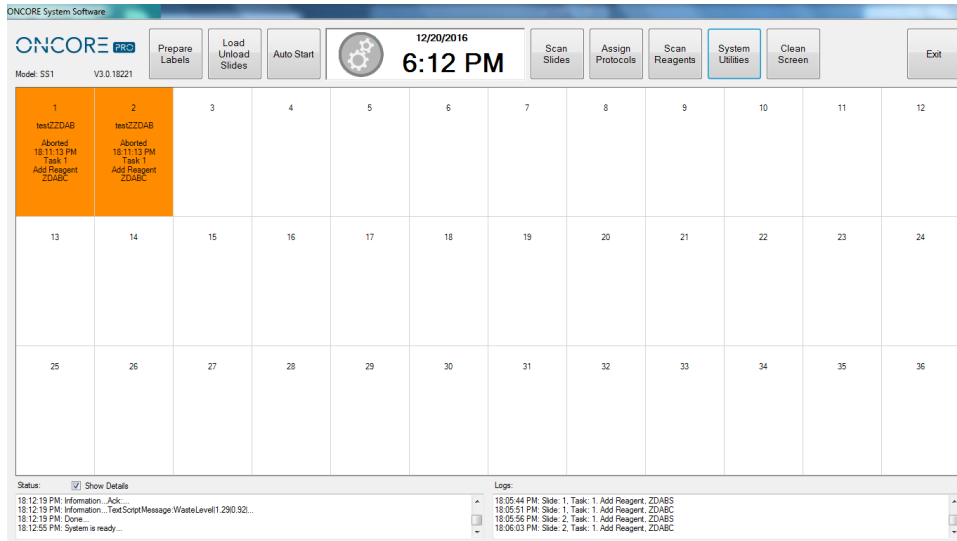 ONCORE System Software
ONCORE PRO
Model: SS1 V3.0.18221
Prepare
Labels
Load
Unload
Slides
Auto Start
12/20/2016
6:12 PM
Scan
Slides
Assign
Protocols
Scan
Reagents
System
Utilities
Clean
Screen
Exit
1
testZZDAB
Aborted
18:11:13 PM
Task 1
Add Reagent
ZDABC
2
testZZDAB
Aborted
18:11:13 PM
Task 1
Add Reagent
ZDABC
3
4
5
6
7
8
9
10
11
12
13
14
15
16
17
18
19
20
21
22
23
24
25
26
27
28
29
30
31
32
33
34
35
36
Status: Show Details
18:12:19 PM: Information...Ack:...
18:12:19 PM: Information...TextScriptMessage:WasteLevel|1.29|0.92|...
18:12:19 PM: Done...
18:12:55 PM: System is ready...
Logs:
18:05:44 PM: Slide: 1, Task: 1. Add Reagent, ZDABS
18:05:51 PM: Slide: 1, Task: 1. Add Reagent, ZDABC
18:05:56 PM: Slide: 2, Task: 1. Add Reagent, ZDABS
18:06:03 PM: Slide: 2, Task: 1. Add Reagent, ZDABC